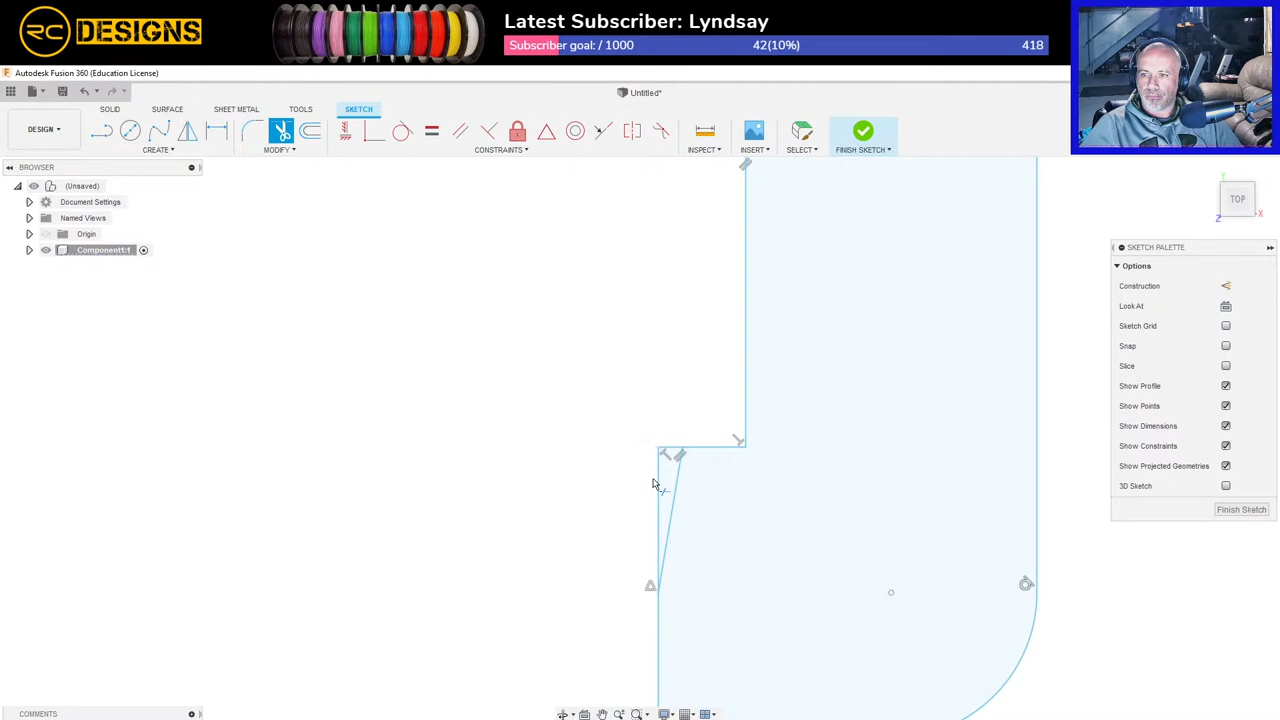 RC DESIGNS
Latest Subscriber: Lyndsay
Subscriber goal: / 1000 42(10%) 418
Autodesk Fusion 360 (Education License)
Untitled*
SOLID SURFACE SHEET METAL TOOLS SKETCH
DESIGN
CREATE MODIFY CONSTRAINTS INSPECT INSERT SELECT FINISH SKETCH
BROWSER
(Unsaved)
Document Settings
Named Views
Origin
Component1:1
Y
TOP
Z X
SKETCH PALETTE
Options
Construction
Look At
Sketch Grid
Snap
Slice
Show Profile
Show Points
Show Dimensions
Show Constraints
Show Projected Geometries
3D Sketch
Finish Sketch
COMMENTS